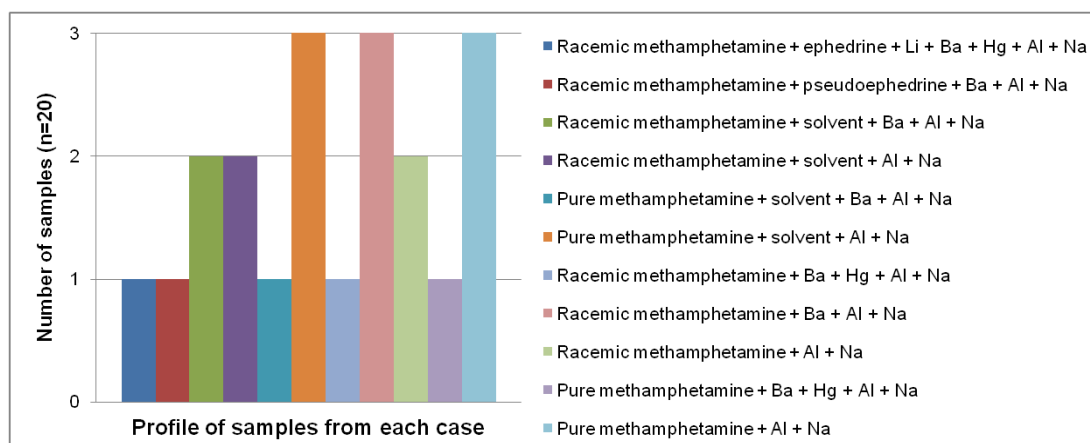 Number of samples (n=20)
3
2
1
0
Profile of samples from each case
Racemic methamphetamine + ephedrine + Li + Ba + Hg + Al + Na
Racemic methamphetamine + pseudoephedrine + Ba + Al + Na
Racemic methamphetamine + solvent + Ba + Al + Na
Racemic methamphetamine + solvent + Al + Na
Pure methamphetamine + solvent + Ba + Al + Na
Pure methamphetamine + solvent + Al + Na
Racemic methamphetamine + Ba + Hg + Al + Na
Racemic methamphetamine + Ba + Al + Na
Racemic methamphetamine + Al + Na
Pure methamphetamine + Ba + Hg + Al + Na
Pure methamphetamine + Al + Na